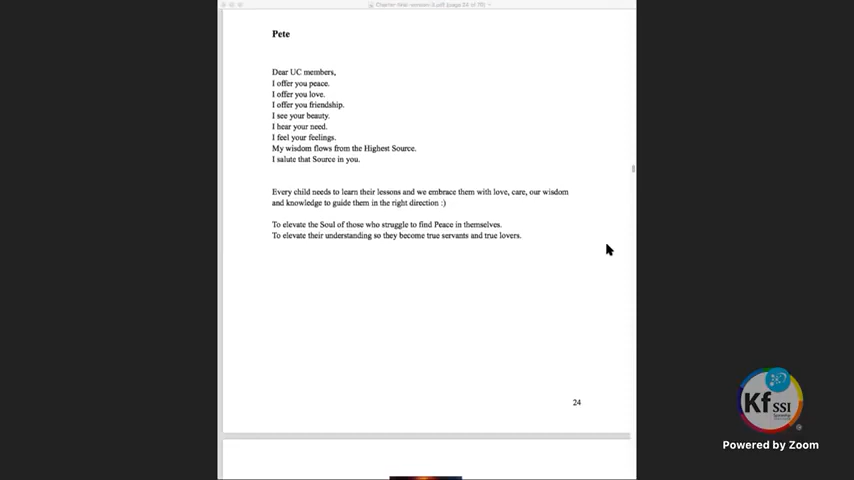 Pete
Dear UC members,
I offer you peace.
I offer you love.
I offer you friendship.
I see your beauty.
I hear your need.
I feel your feelings.
My wisdom flows from the Highest Source.
I salute that Source in you.
Every child needs to learn their lessons and we embrace them with love, care, our wisdom
and knowledge to guide them in the right direction :)
To elevate the Soul of those who struggle to find Peace in themselves.
To elevate their understanding so they become true servants and true lovers.
24
Kf SSI
Powered by Zoom